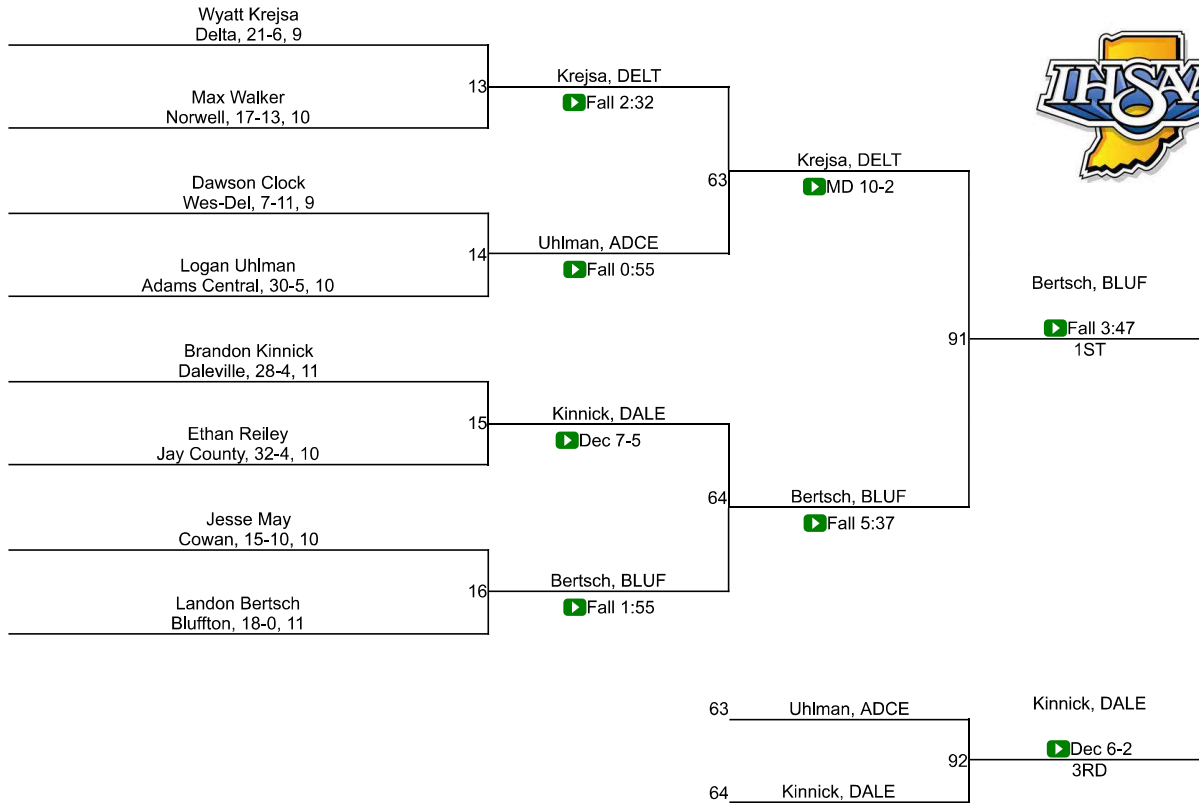 Wyatt Krejsa
Delta, 21-6, 9
13
Krejsa, DELT
Fall 2:32
Max Walker
Norwell, 17-13, 10
IHSAA
63
Krejsa, DELT
MD 10-2
Dawson Clock
Wes-Del, 7-11, 9
14
Uhlman, ADCE
Fall 0:55
Logan Uhlman
Adams Central, 30-5, 10
91
Bertsch, BLUF
Fall 3:47
1ST
Brandon Kinnick
Daleville, 28-4, 11
15
Kinnick, DALE
Dec 7-5
Ethan Reiley
Jay County, 32-4, 10
64
Bertsch, BLUF
Fall 5:37
Jesse May
Cowan, 15-10, 10
16
Bertsch, BLUF
Fall 1:55
Landon Bertsch
Bluffton, 18-0, 11
63
Uhlman, ADCE
92
Kinnick, DALE
Dec 6-2
3RD
64
Kinnick, DALE